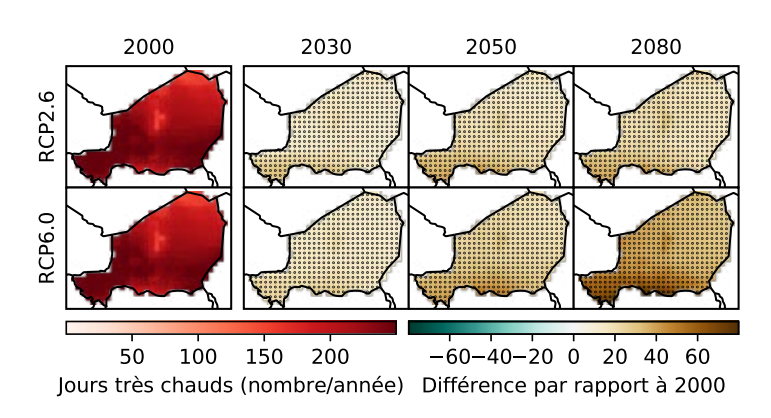 2000 2030 2050 2080
RCP2.6
RCP6.0
50 100 150 200 −60 −40 −20 0 20 40 60
Jours très chauds (nombre/année) Différence par rapport à 2000